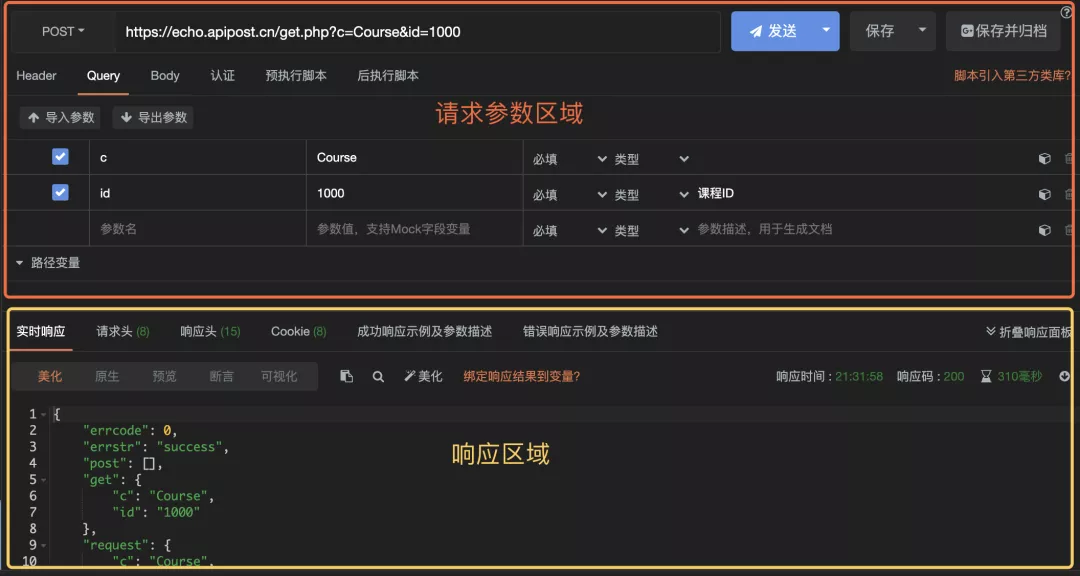 POST https://echo.apipost.cn/get.php?c=Course&id=1000 发送 保存 保存并归档
Header Query Body 认证 预执行脚本 后执行脚本 脚本引入第三方类库?
导入参数 导出参数 请求参数区域
c Course 必填 类型
id 1000 必填 类型 课程ID
参数名 参数值，支持Mock字段变量 必填 类型 参数描述，用于生成文档
路径变量
实时响应 请求头 (8) 响应头 (15) Cookie (8) 成功响应示例及参数描述 错误响应示例及参数描述 折叠响应面板
美化 原生 预览 断言 可视化 美化 绑定响应结果到变量? 响应时间：21:31:58 响应码：200 310毫秒
1 {
2 "errcode": 0,
3 "errstr": "success",
4 "post": [],
响应区域
5 "get": {
6 "c": "Course",
7 "id": "1000"
8 },
9 "request": {
10 "c": "Course",